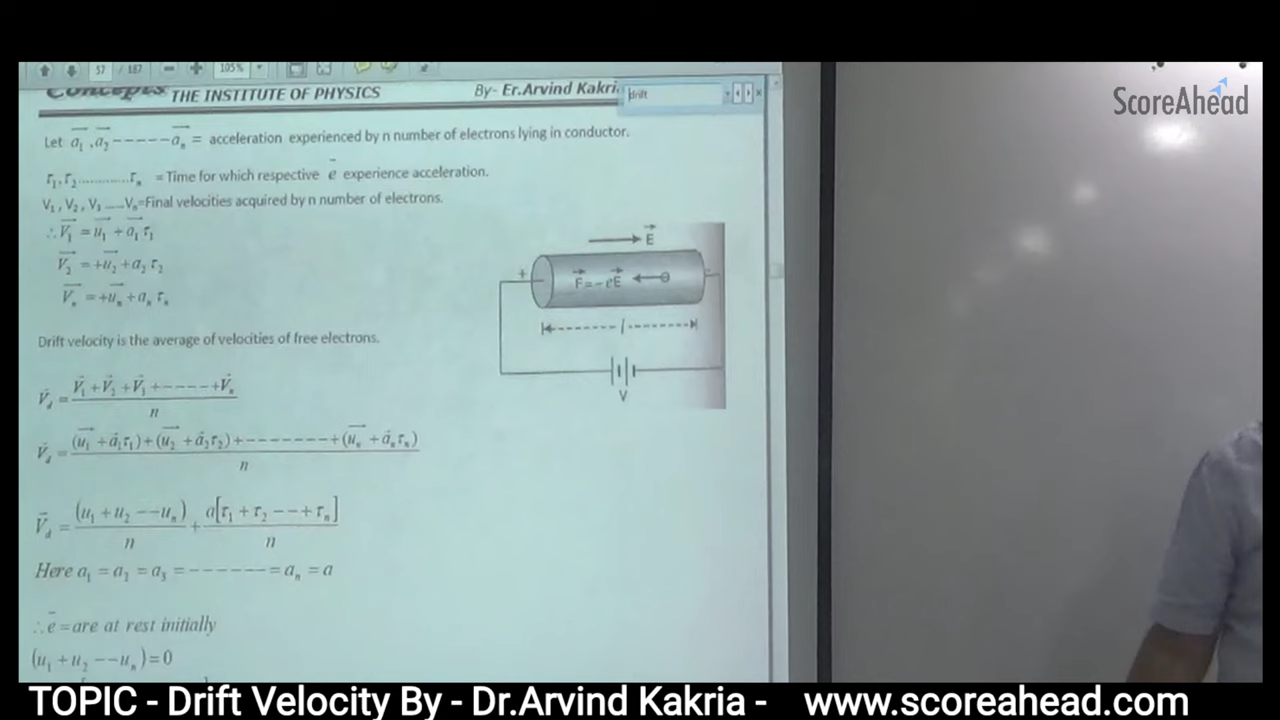 57 / 187 105%
Concepts THE INSTITUTE OF PHYSICS By- Er.Arvind Kakri drift
ScoreAhead
Let a₁ , a₂ ----- aₙ = acceleration experienced by n number of electrons lying in conductor.
τ₁, τ₂.............τₙ = Time for which respective e⁻ experience acceleration.
V₁ , V₂ , V₃ .....Vₙ=Final velocities acquired by n number of electrons.
∴ V₁ = u₁ + a₁ τ₁
V₂ = +u₂ + a₂ τ₂
Vₙ = +uₙ + aₙ τₙ
E
+ F = - eE -
l
V
Drift velocity is the average of velocities of free electrons.
V_d = (V₁ + V₂ + V₃ + ---- + Vₙ) / n
V_d = ((u₁ + a₁τ₁) + (u₂ + a₂τ₂) + ------- + (uₙ + aₙτₙ)) / n
V_d = (u₁ + u₂ -- uₙ) / n + a[τ₁ + τ₂ -- + τₙ] / n
Here a₁ = a₂ = a₃ = ------ = aₙ = a
∴ e⁻ = are at rest initially
(u₁ + u₂ -- uₙ) = 0
TOPIC - Drift Velocity By - Dr.Arvind Kakria - www.scoreahead.com